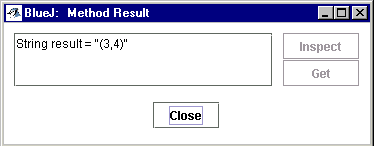 BlueJ: Method Result
String result = "(3,4)"
Inspect
Get
Close